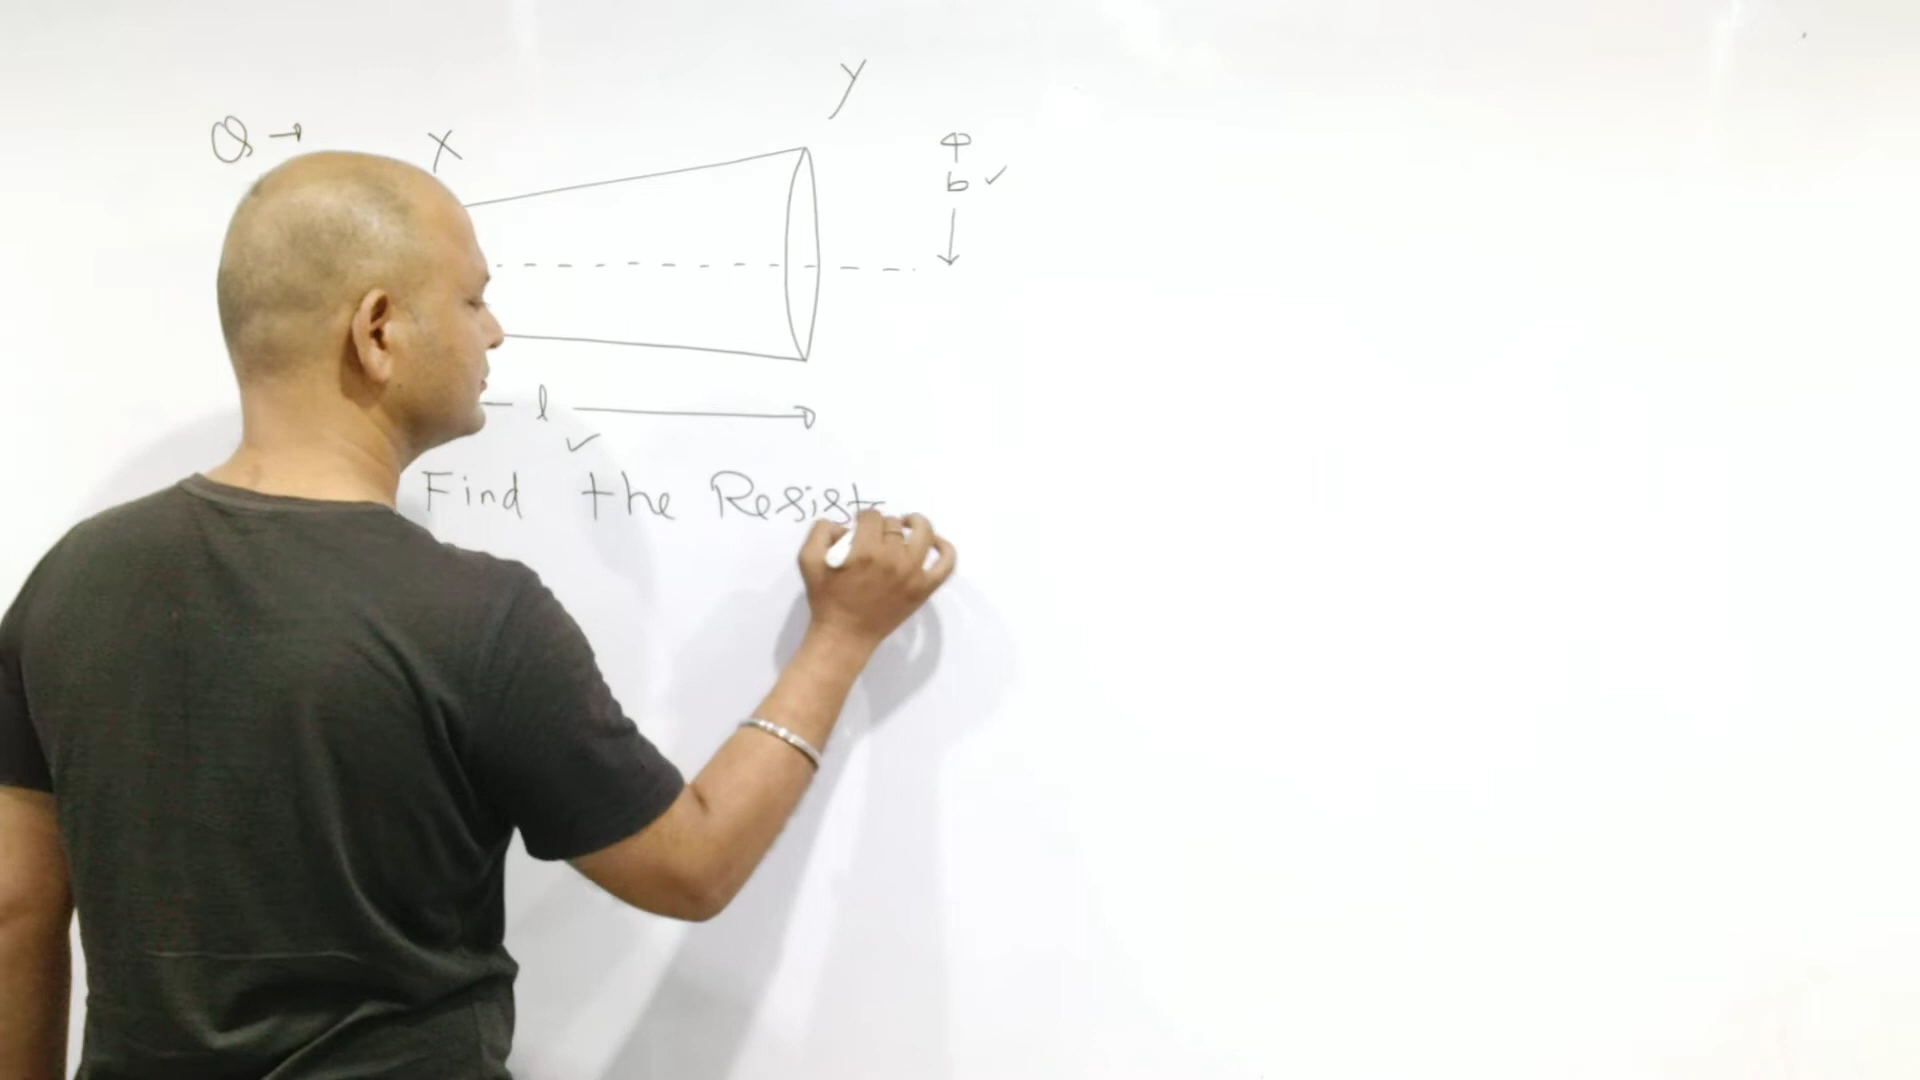 Q →
X
Y
b ✓
l
✓
Find the Resist